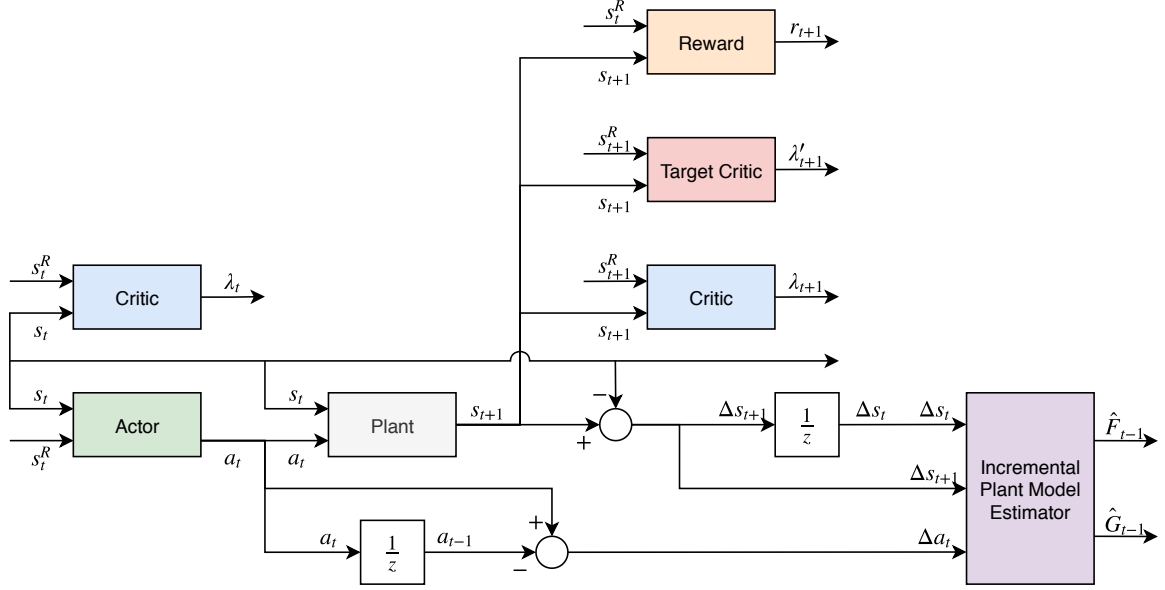 s_t^R
Reward
r_{t+1}
s_{t+1}
s_{t+1}^R
Target Critic
λ'_{t+1}
s_{t+1}
s_t^R
Critic
λ_t
s_t
s_{t+1}^R
Critic
λ_{t+1}
s_{t+1}
s_t
Actor
s_t^R
a_t
s_t
Plant
a_t
s_{t+1}
−
+
Δs_{t+1}
1/z
Δs_t
Δs_t
Δs_{t+1}
Incremental
Plant Model
Estimator
F̂_{t−1}
Ĝ_{t−1}
a_t
1/z
a_{t−1}
+
−
Δa_t